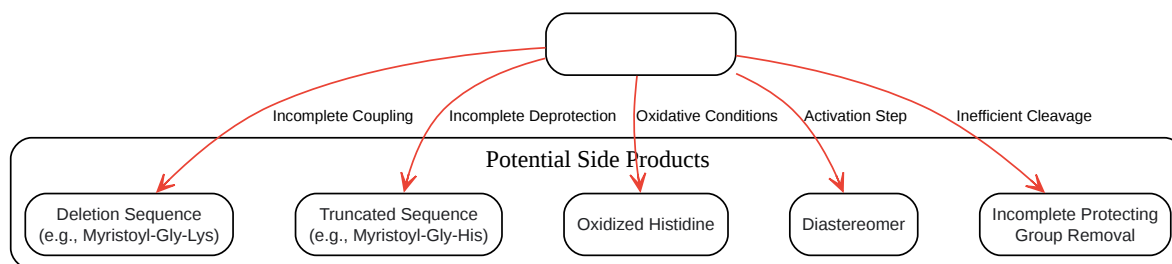 Incomplete Coupling
Incomplete Deprotection
Oxidative Conditions
Activation Step
Inefficient Cleavage
Potential Side Products
Deletion Sequence
(e.g., Myristoyl-Gly-Lys)
Truncated Sequence
(e.g., Myristoyl-Gly-His)
Oxidized Histidine
Diastereomer
Incomplete Protecting
Group Removal